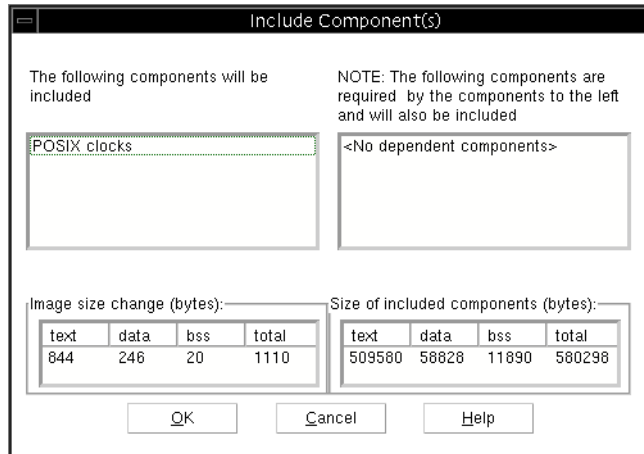 Include Component(s)
The following components will be
included
NOTE: The following components are
required by the components to the left
and will also be included
POSIX clocks
<No dependent components>
Image size change (bytes):
text data bss total
844 246 20 1110
Size of included components (bytes):
text data bss total
509580 58828 11890 580298
OK Cancel Help